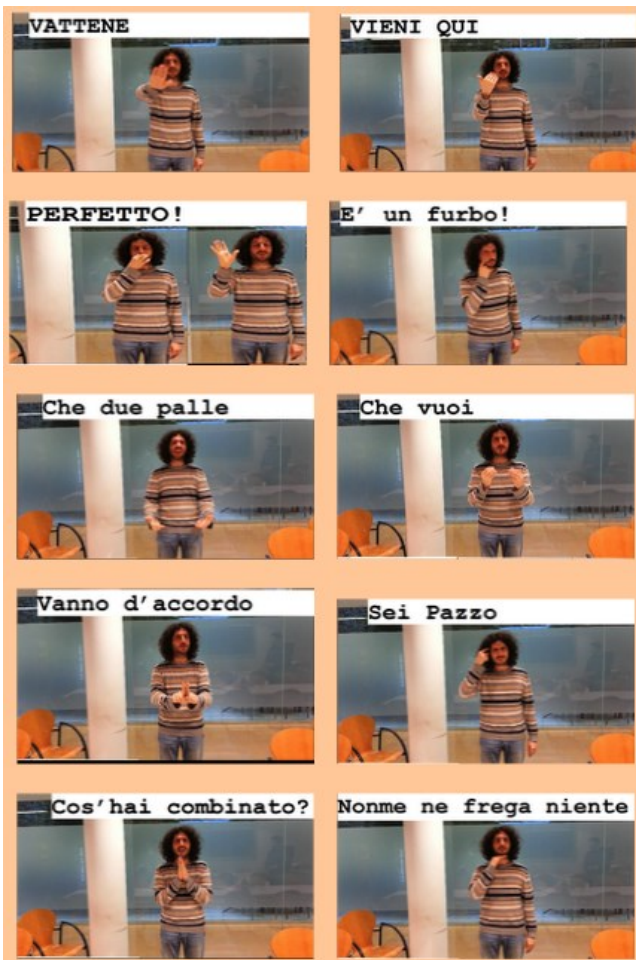 VATTENE
VIENI QUI
PERFETTO!
E' un furbo!
Che due palle
Che vuoi
Vanno d'accordo
Sei Pazzo
Cos'hai combinato?
Nonme ne frega niente